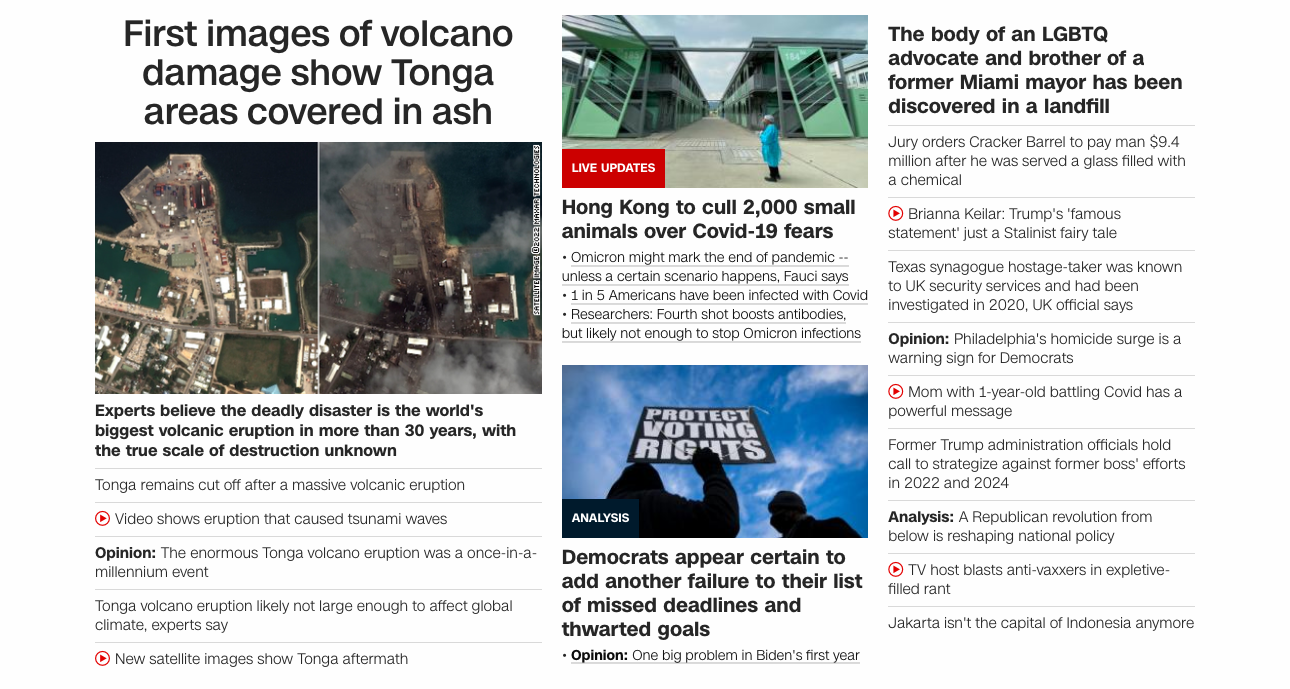 First images of volcano
damage show Tonga
areas covered in ash
SATELLITE IMAGE ©2022 MAXAR TECHNOLOGIES
Experts believe the deadly disaster is the world's
biggest volcanic eruption in more than 30 years, with
the true scale of destruction unknown
Tonga remains cut off after a massive volcanic eruption
Video shows eruption that caused tsunami waves
Opinion: The enormous Tonga volcano eruption was a once-in-a-
millennium event
Tonga volcano eruption likely not large enough to affect global
climate, experts say
New satellite images show Tonga aftermath
184
LIVE UPDATES
Hong Kong to cull 2,000 small
animals over Covid-19 fears
• Omicron might mark the end of pandemic --
unless a certain scenario happens, Fauci says
• 1 in 5 Americans have been infected with Covid
• Researchers: Fourth shot boosts antibodies,
but likely not enough to stop Omicron infections
PROTECT
VOTING
RIGHTS
ANALYSIS
Democrats appear certain to
add another failure to their list
of missed deadlines and
thwarted goals
• Opinion: One big problem in Biden's first year
The body of an LGBTQ
advocate and brother of a
former Miami mayor has been
discovered in a landfill
Jury orders Cracker Barrel to pay man $9.4
million after he was served a glass filled with
a chemical
Brianna Keilar: Trump's 'famous
statement' just a Stalinist fairy tale
Texas synagogue hostage-taker was known
to UK security services and had been
investigated in 2020, UK official says
Opinion: Philadelphia's homicide surge is a
warning sign for Democrats
Mom with 1-year-old battling Covid has a
powerful message
Former Trump administration officials hold
call to strategize against former boss' efforts
in 2022 and 2024
Analysis: A Republican revolution from
below is reshaping national policy
TV host blasts anti-vaxxers in expletive-
filled rant
Jakarta isn't the capital of Indonesia anymore